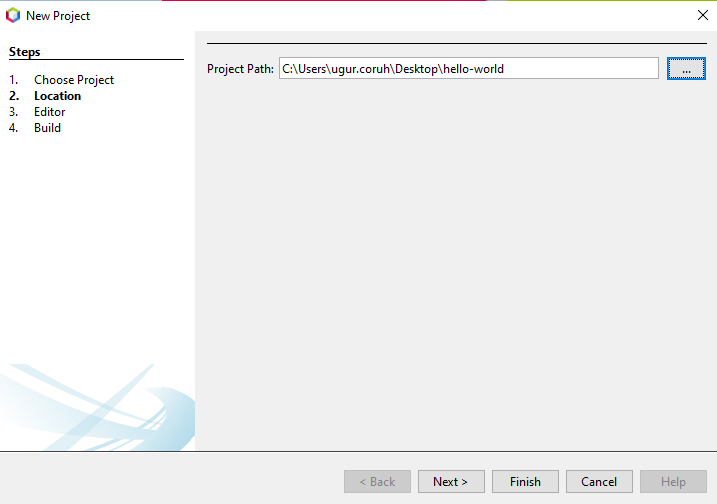 New Project
Steps
1. Choose Project
2. Location
3. Editor
4. Build
Project Path: C:\Users\ugur.coruh\Desktop\hello-world ...
< Back Next > Finish Cancel Help